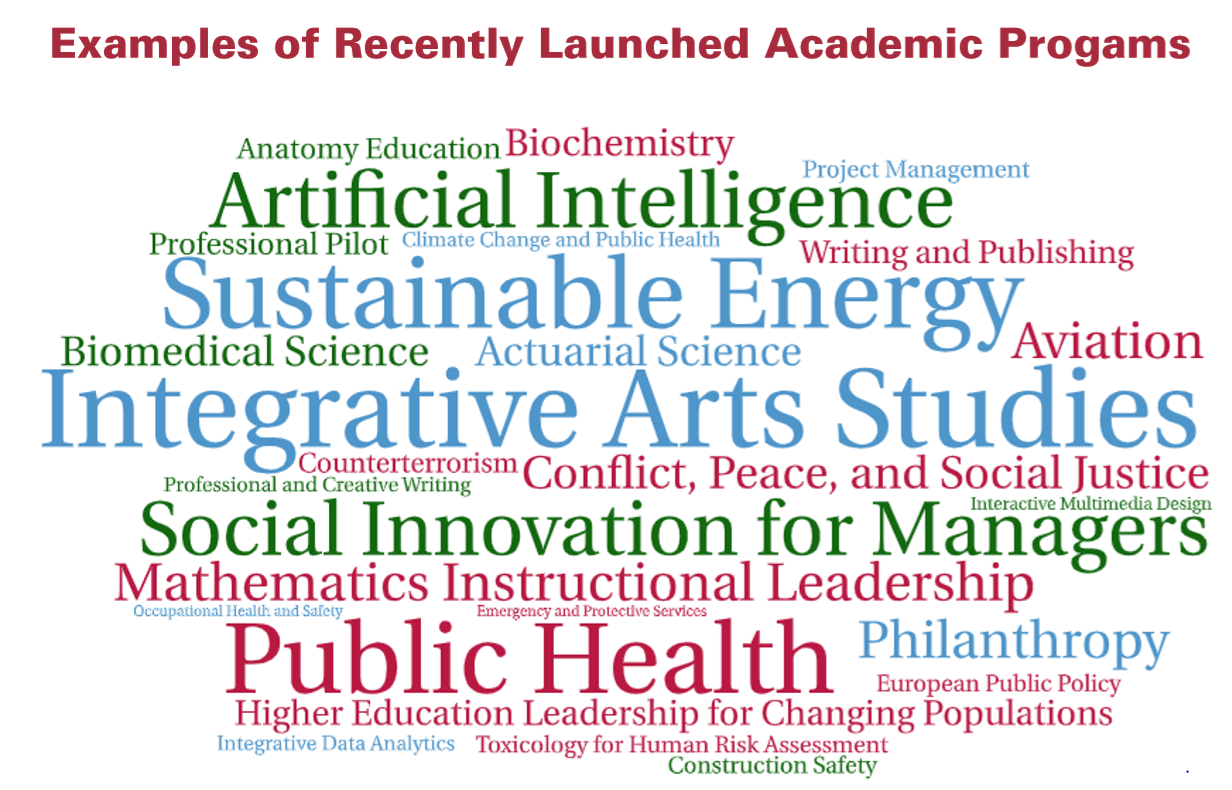 Examples of Recently Launched Academic Progams
Anatomy Education
Biochemistry
Project Management
Artificial Intelligence
Professional Pilot
Climate Change and Public Health
Writing and Publishing
Sustainable Energy
Aviation
Biomedical Science
Actuarial Science
Integrative Arts Studies
Counterterrorism
Conflict, Peace, and Social Justice
Professional and Creative Writing
Interactive Multimedia Design
Social Innovation for Managers
Mathematics Instructional Leadership
Occupational Health and Safety
Emergency and Protective Services
Public Health
Philanthropy
European Public Policy
Higher Education Leadership for Changing Populations
Integrative Data Analytics
Toxicology for Human Risk Assessment
Construction Safety
.